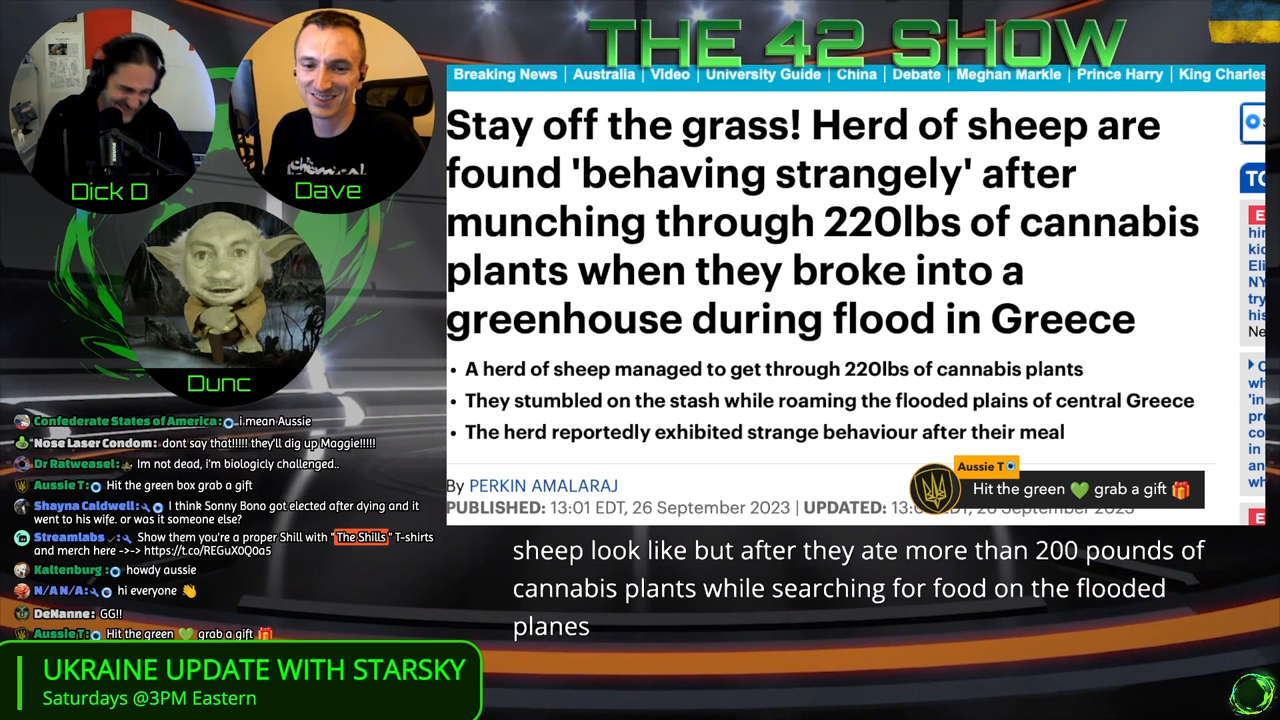 THE 42 SHOW
Breaking News | Australia | Video | University Guide | China | Debate | Meghan Markle | Prince Harry | King Charles
Stay off the grass! Herd of sheep are
found 'behaving strangely' after
munching through 220lbs of cannabis
plants when they broke into a
greenhouse during flood in Greece
• A herd of sheep managed to get through 220lbs of cannabis plants
• They stumbled on the stash while roaming the flooded plains of central Greece
• The herd reportedly exhibited strange behaviour after their meal
By PERKIN AMALARAJ
PUBLISHED: 13:01 EDT, 26 September 2023 | UPDATED:
Aussie T
Hit the green 💚 grab a gift 🎁
sheep look like but after they ate more than 200 pounds of
cannabis plants while searching for food on the flooded
planes
Dick D
Dave
Dunc
Confederate States of America: i mean Aussie
Nose Laser Condom: dont say that!!!!! they'll dig up Maggie!!!!!
Dr Ratweasel: Im not dead, i'm biologicly challenged..
Aussie T: Hit the green box grab a gift
Shayna Caldwell: I think Sonny Bono got elected after dying and it
went to his wife. or was it someone else?
Streamlabs: Show them you're a proper Shill with "The Shills" T-shirts
and merch here ->-> https://t.co/REGuX0Q0a5
Kaltenburg: howdy aussie
N/A N/A: hi everyone 👋
DeNanne: GG!!
Aussie T: Hit the green 💚 grab a gift 🎁
UKRAINE UPDATE WITH STARSKY
Saturdays @3PM Eastern